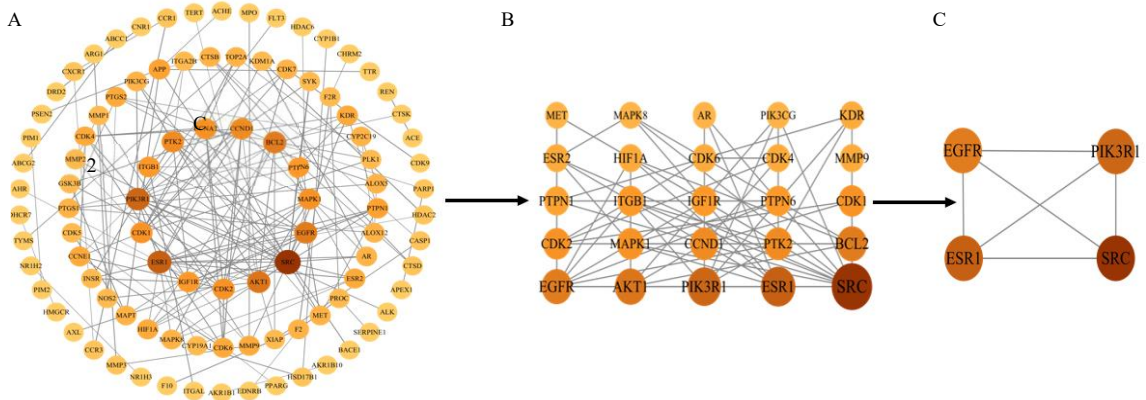 A
B
C
TERT
ACHE
MPO
FLT3
HDAC6
CYP1B1
CHRM2
TTR
REN
CTSK
ACE
CDK9
PARP1
HDAC2
CASP1
CTSD
APEX1
ALK
SERPINE1
BACE1
AKR1B10
HSD17B1
PPARG
EDNRB
AKR1B1
ITGAL
F10
NR1H3
MMP3
CCR3
AXL
HMGCR
PIM2
NR1H2
TYMS
DHCR7
AHR
ABCG2
PIM1
PSEN2
DRD2
CXCR1
ARG1
ABCC1
CNR1
CCR1
ITGA2B
CTSB
TOP2A
KDM1A
CDK7
SYK
F2R
KDR
CYP2C19
PLK1
ALOX5
PTPN1
ALOX12
AR
ESR2
PROC
MET
F2
XIAP
MMP9
CDK6
CYP19A1
MAPK8
HIF1A
MAPT
NOS2
INSR
CCNE1
CDK5
PTGS1
GSK3B
MMP2
2
CDK4
MMP1
PTGS2
PIK3CG
APP
C
CCND1
BCL2
PTPN6
MAPK1
EGFR
SRC
AKT1
CDK2
IGF1R
ESR1
CDK1
PIK3R1
ITGB1
PTK2
MET MAPK8 AR PIK3CG KDR
ESR2 HIF1A CDK6 CDK4 MMP9
PTPN1 ITGB1 IGF1R PTPN6 CDK1
CDK2 MAPK1 CCND1 PTK2 BCL2
EGFR AKT1 PIK3R1 ESR1 SRC
EGFR PIK3R1
ESR1 SRC